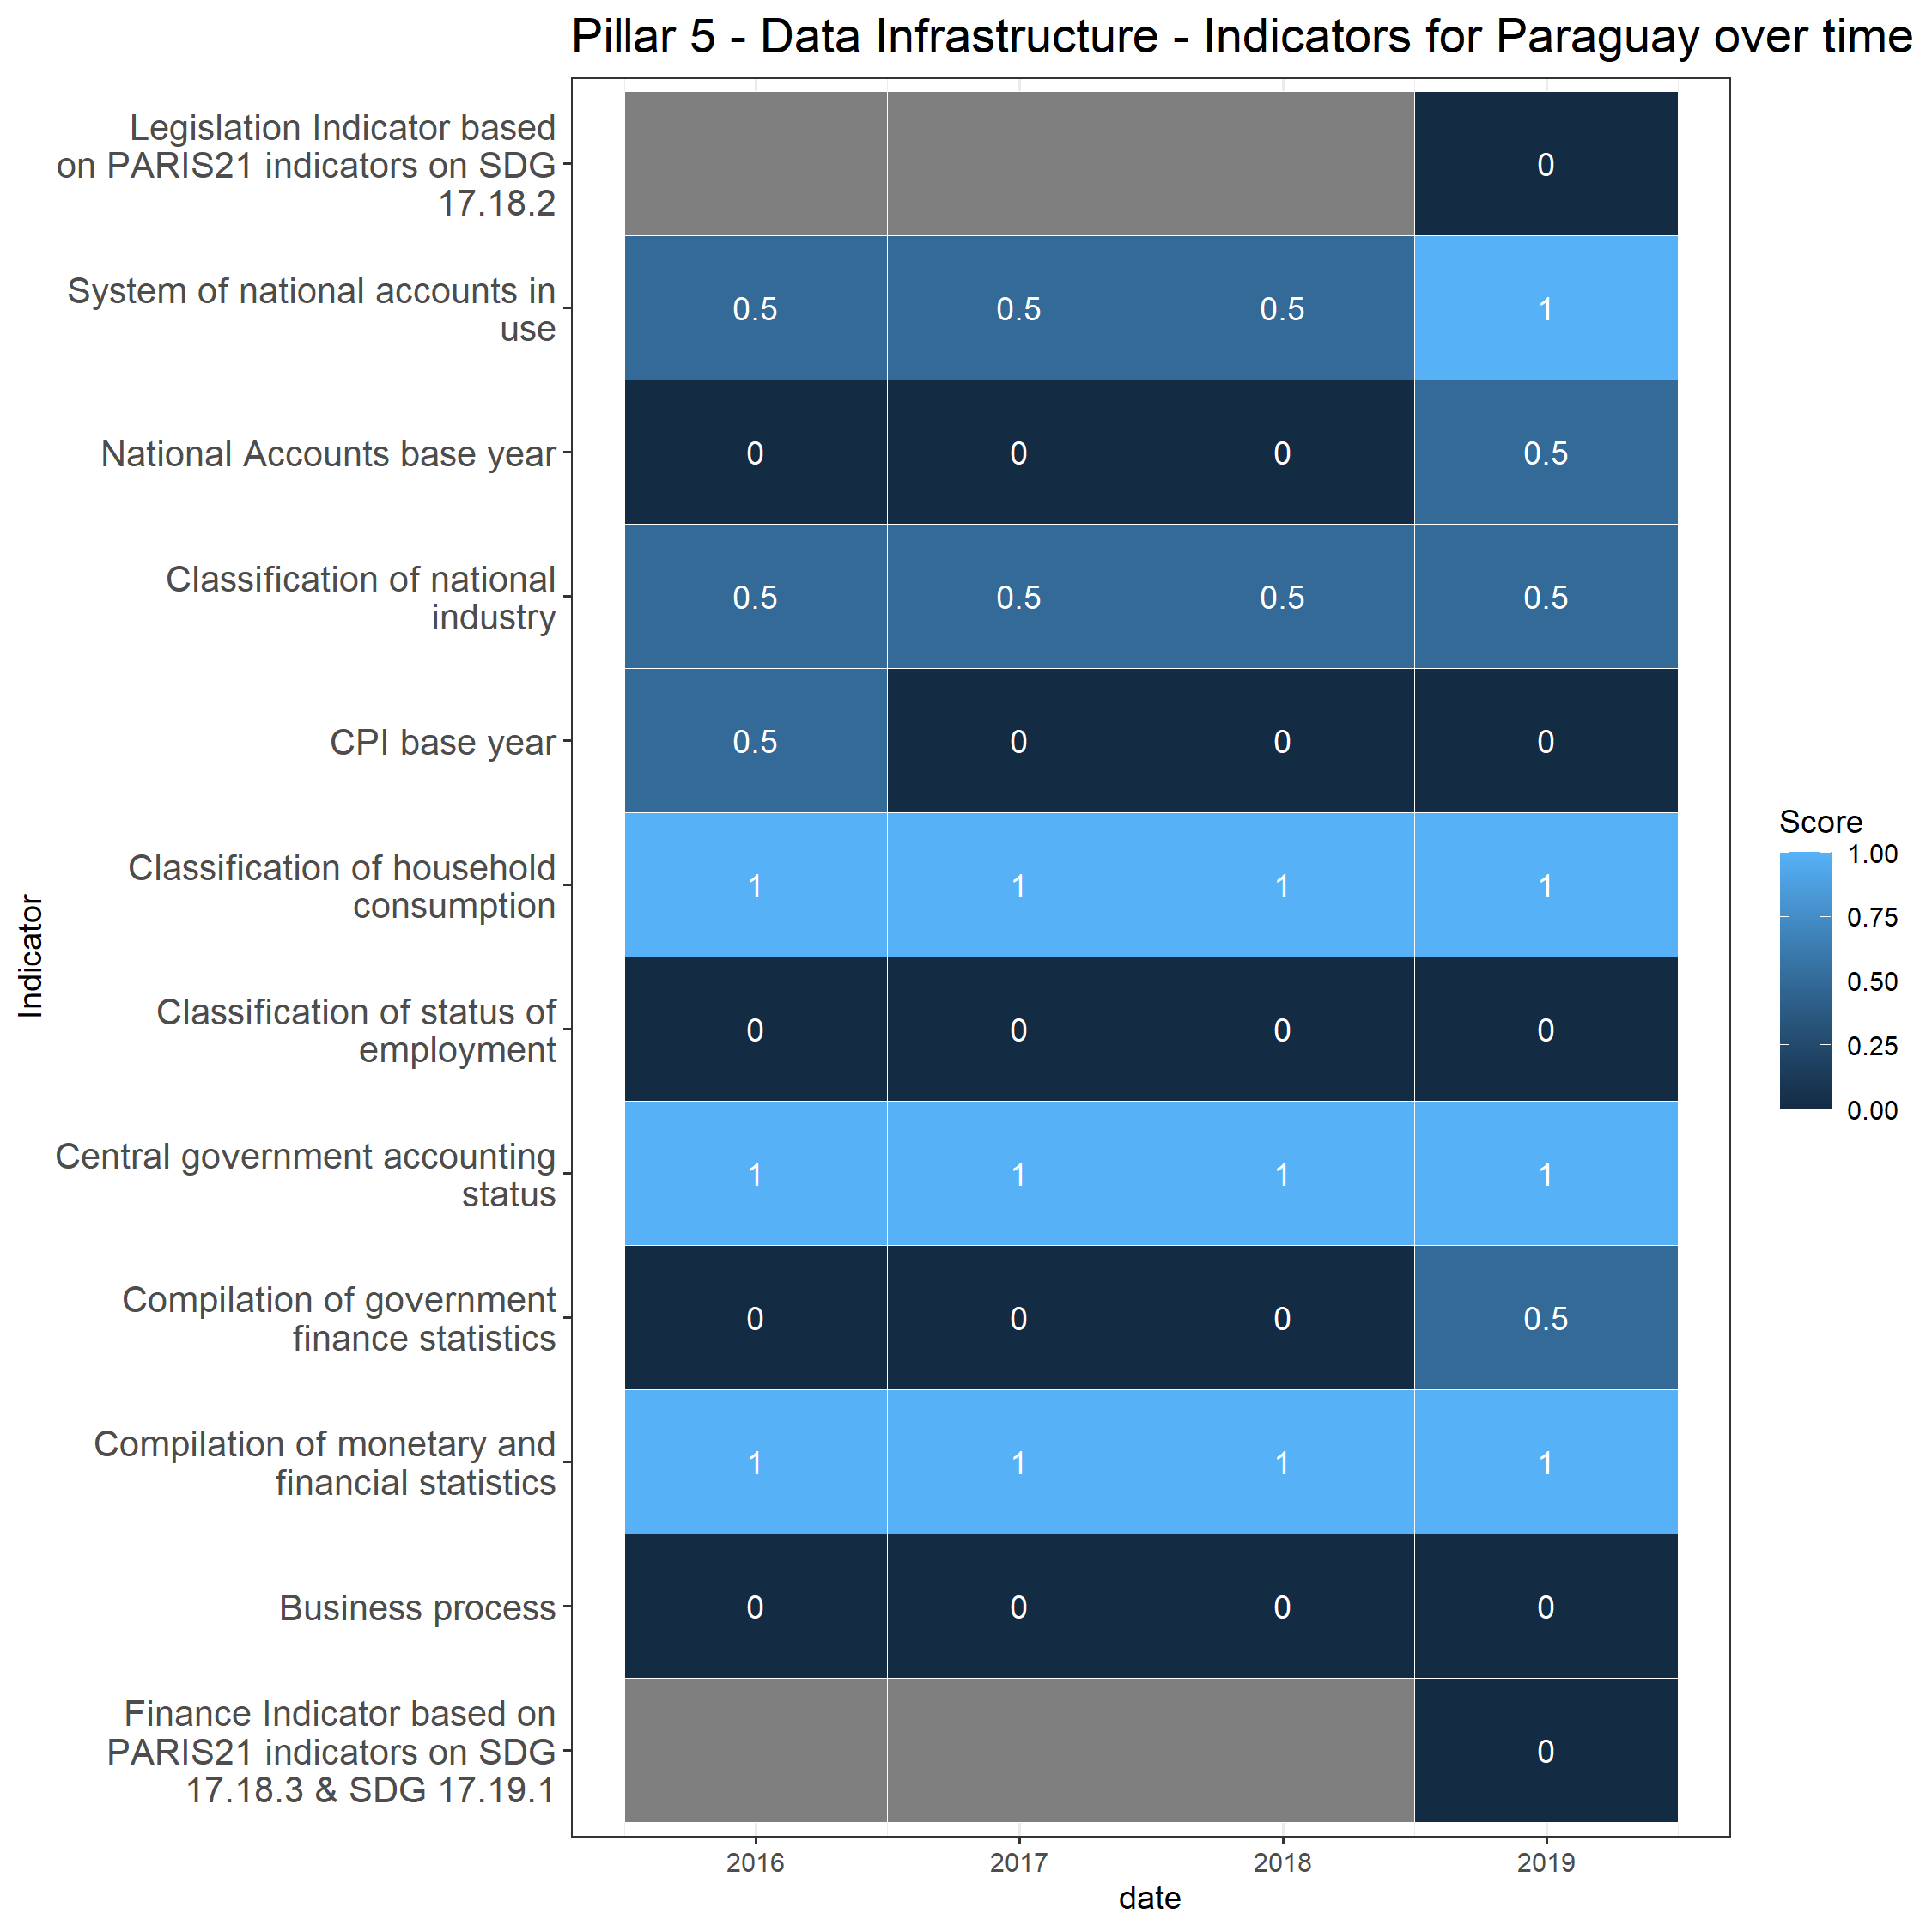 Pillar 5 - Data Infrastructure - Indicators for Paraguay over time
Legislation Indicator based
on PARIS21 indicators on SDG
17.18.2
0
System of national accounts in
use
0.5 0.5 0.5 1
National Accounts base year
0 0 0 0.5
Classification of national
industry
0.5 0.5 0.5 0.5
CPI base year
0.5 0 0 0
Classification of household
consumption
1 1 1 1
Classification of status of
employment
0 0 0 0
Central government accounting
status
1 1 1 1
Compilation of government
finance statistics
0 0 0 0.5
Compilation of monetary and
financial statistics
1 1 1 1
Business process
0 0 0 0
Finance Indicator based on
PARIS21 indicators on SDG
17.18.3 & SDG 17.19.1
0
Indicator
2016 2017 2018 2019
date
Score
1.00
0.75
0.50
0.25
0.00